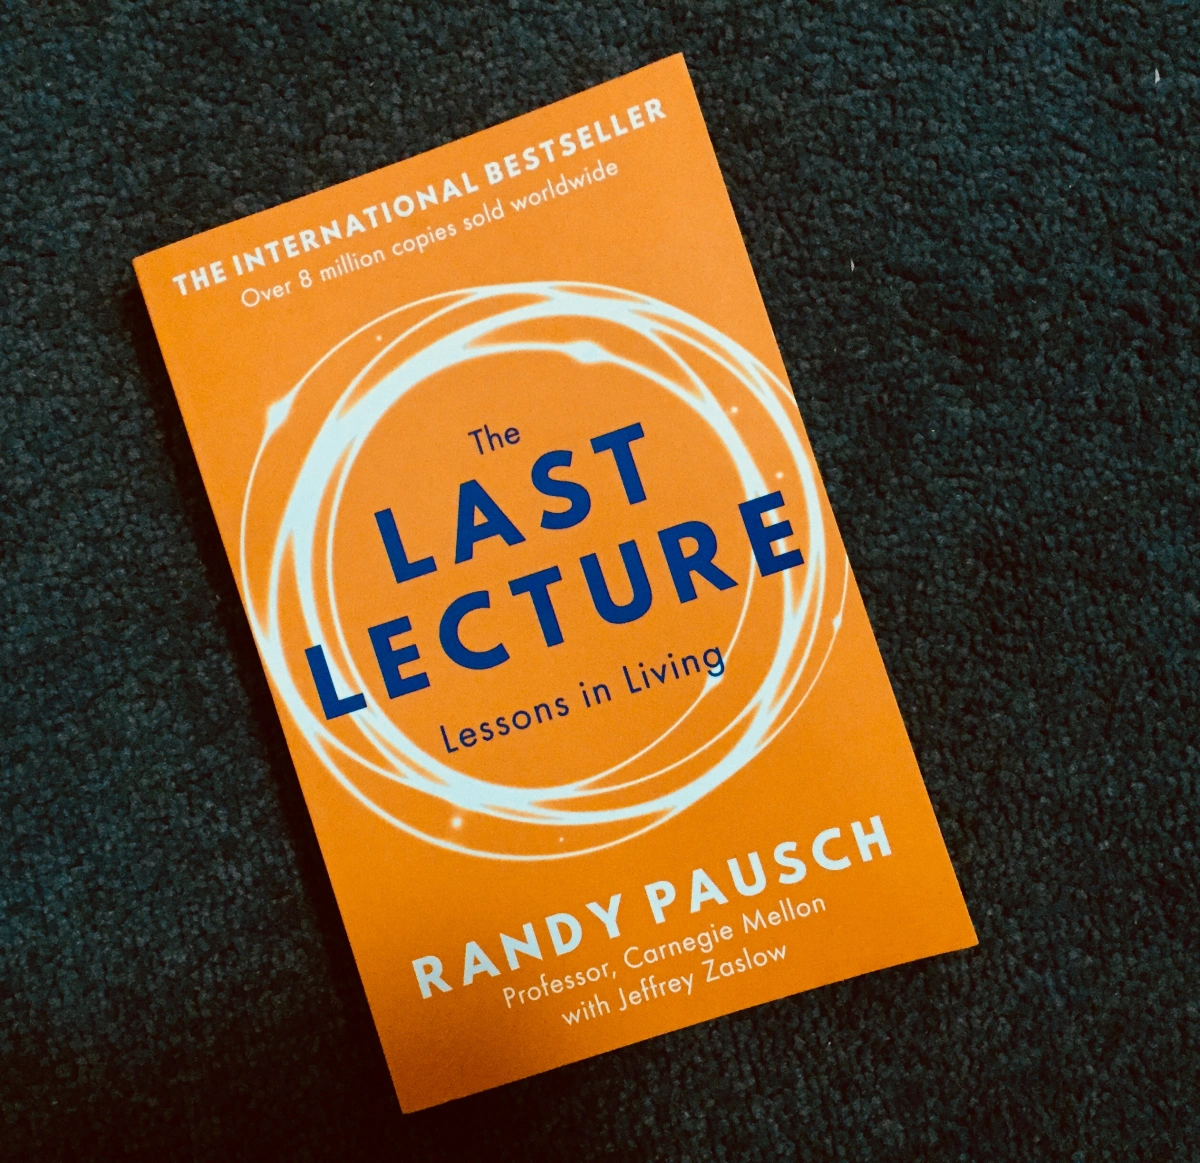 THE INTERNATIONAL BESTSELLER
Over 8 million copies sold worldwide
The
LAST
LECTURE
Lessons in Living
RANDY PAUSCH
Professor, Carnegie Mellon
with Jeffrey Zaslow